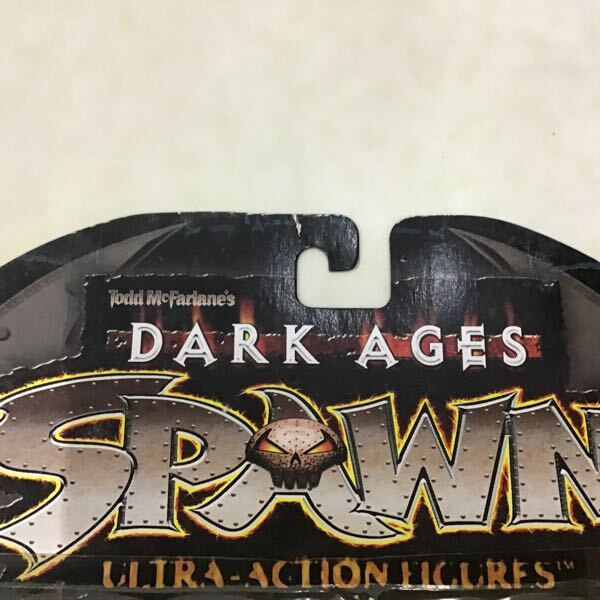 Todd McFarlane's
DARK AGES
SPAWN
ULTRA-ACTION FIGURES™